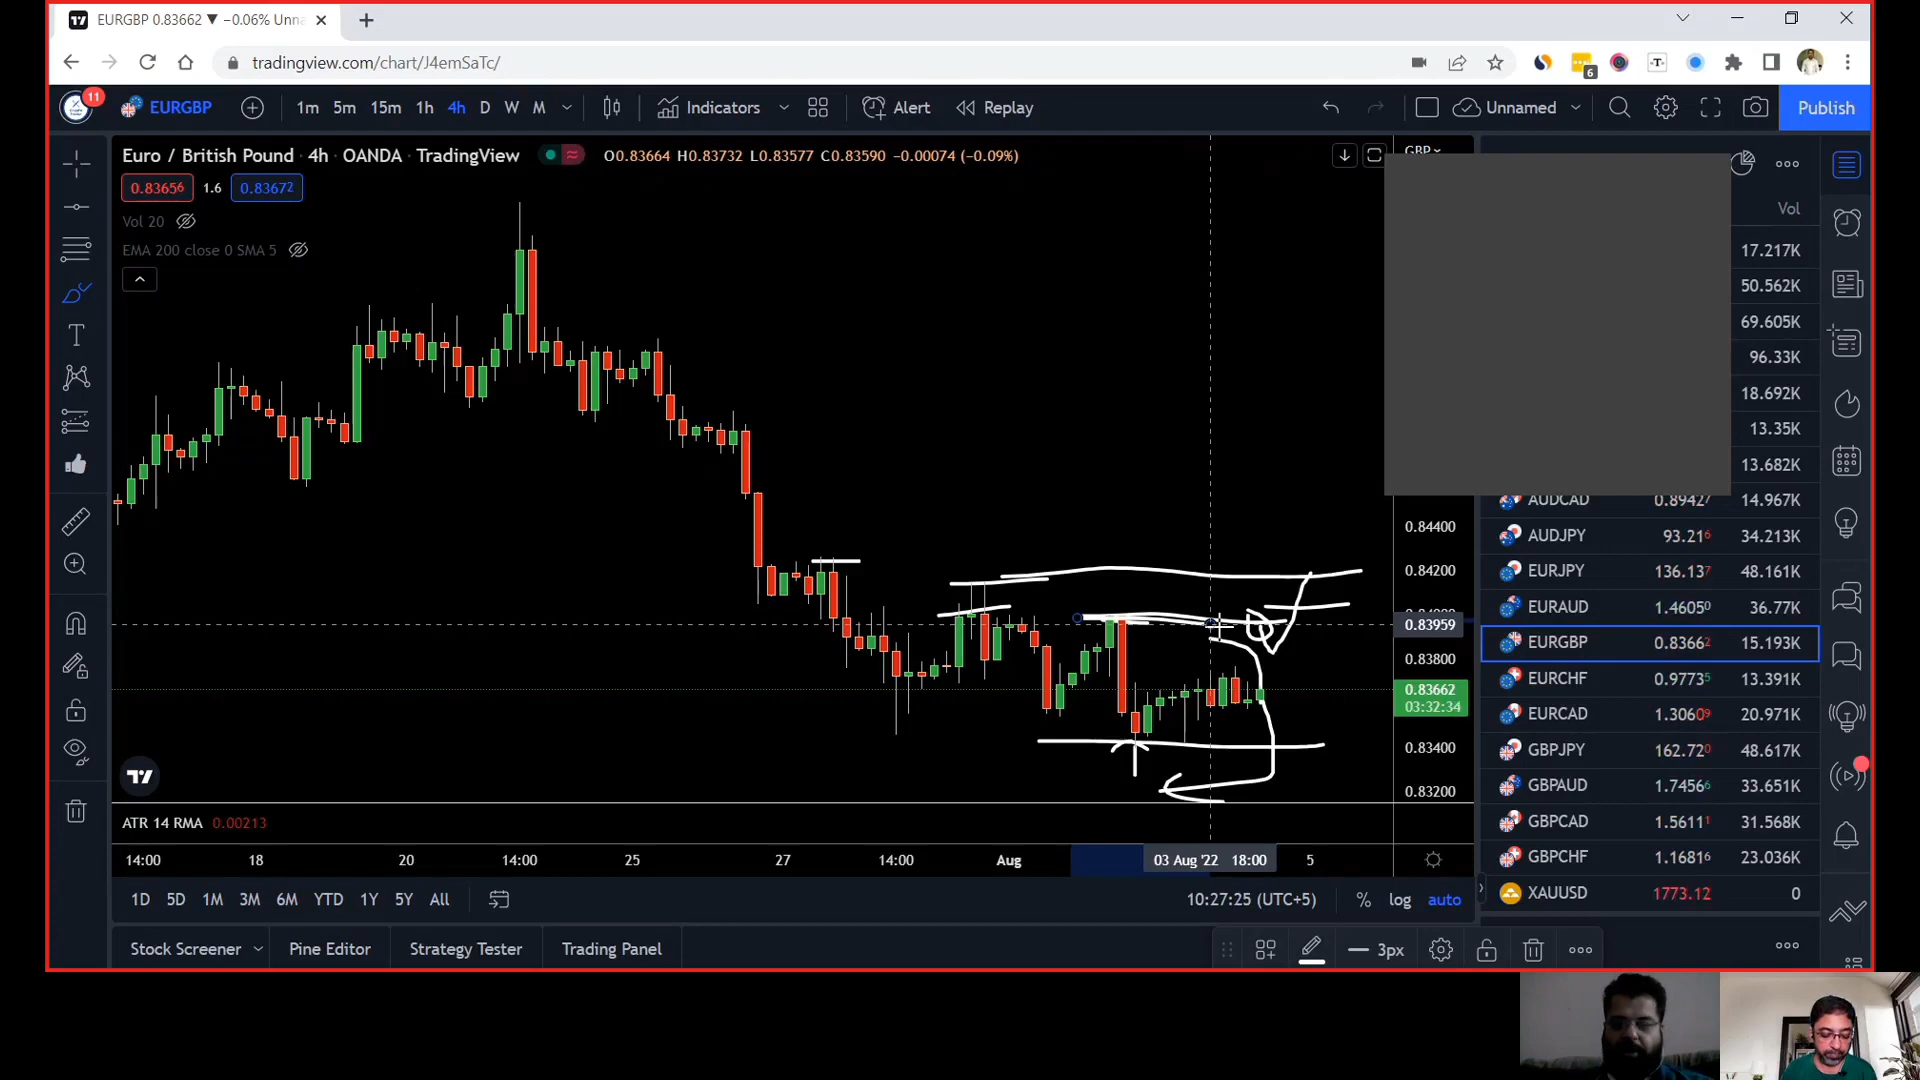 EURGBP 0.83662 ▼ −0.06% Unna
tradingview.com/chart/J4emSaTc/
6
11
EURGBP
1m 5m 15m 1h 4h D W M
Indicators
Alert
Replay
Unnamed
Publish
Euro / British Pound · 4h · OANDA · TradingView
O0.83664 H0.83732 L0.83577 C0.83590 −0.00074 (−0.09%)
GBP
0.83656 1.6 0.83672
Vol 20
EMA 200 close 0 SMA 5
Vol
17.217K
50.562K
69.605K
96.33K
18.692K
13.35K
13.682K
AUDCAD 0.89427 14.967K
AUDJPY 93.216 34.213K
EURJPY 136.137 48.161K
EURAUD 1.46050 36.77K
EURGBP 0.83662 15.193K
EURCHF 0.97735 13.391K
EURCAD 1.30609 20.971K
GBPJPY 162.720 48.617K
GBPAUD 1.74566 33.651K
GBPCAD 1.56111 31.568K
GBPCHF 1.16816 23.036K
XAUUSD 1773.12 0
0.84400
0.84200
0.83959
0.83800
0.83662
03:32:34
0.83400
0.83200
ATR 14 RMA 0.00213
14:00 18 20 14:00 25 27 14:00 Aug 03 Aug '22 18:00 5
1D 5D 1M 3M 6M YTD 1Y 5Y All
10:27:25 (UTC+5) % log auto
Stock Screener Pine Editor Strategy Tester Trading Panel
3px